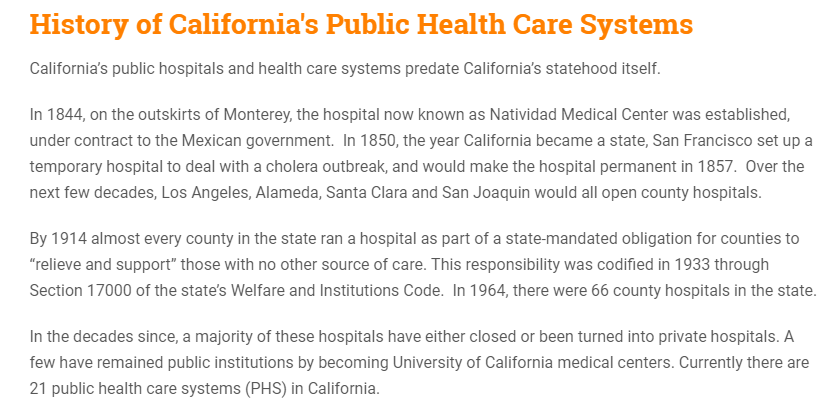 History of California's Public Health Care Systems
California’s public hospitals and health care systems predate California’s statehood itself.
In 1844, on the outskirts of Monterey, the hospital now known as Natividad Medical Center was established,
under contract to the Mexican government.  In 1850, the year California became a state, San Francisco set up a
temporary hospital to deal with a cholera outbreak, and would make the hospital permanent in 1857.  Over the
next few decades, Los Angeles, Alameda, Santa Clara and San Joaquin would all open county hospitals.
By 1914 almost every county in the state ran a hospital as part of a state-mandated obligation for counties to
“relieve and support” those with no other source of care. This responsibility was codified in 1933 through
Section 17000 of the state’s Welfare and Institutions Code.  In 1964, there were 66 county hospitals in the state.
In the decades since, a majority of these hospitals have either closed or been turned into private hospitals. A
few have remained public institutions by becoming University of California medical centers. Currently there are
21 public health care systems (PHS) in California.